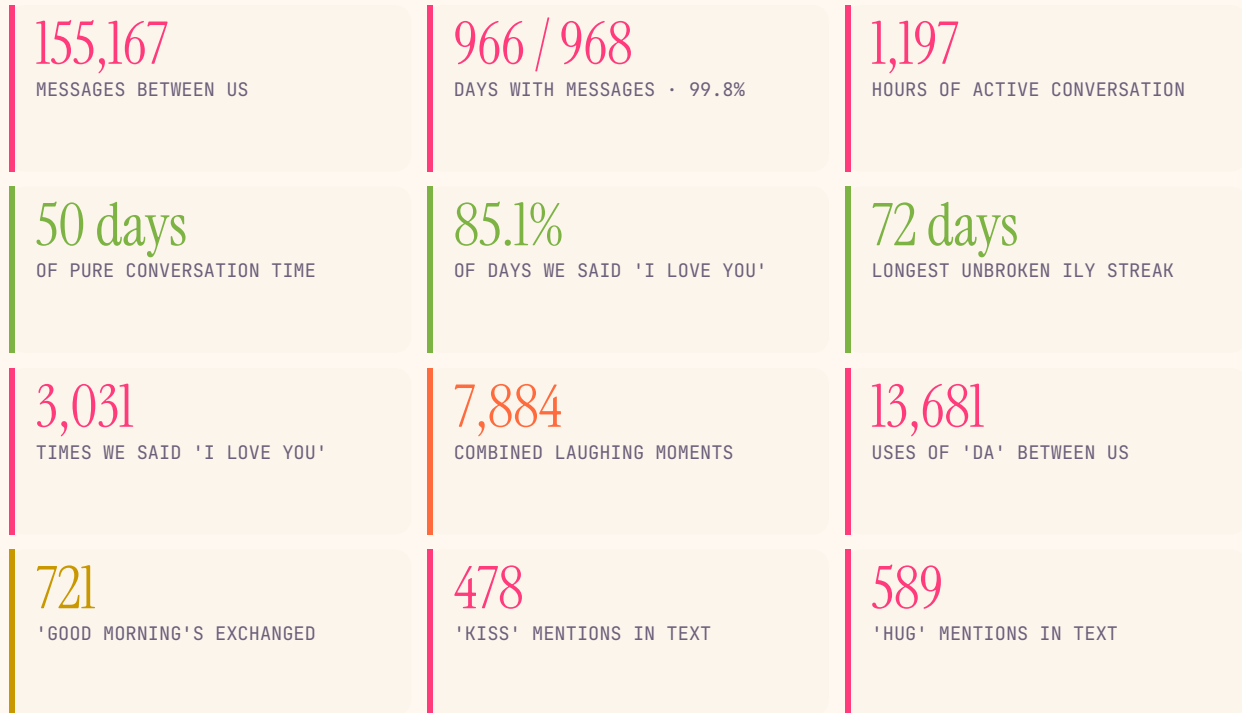 155,167
MESSAGES BETWEEN US
966 / 968
DAYS WITH MESSAGES · 99.8%
1,197
HOURS OF ACTIVE CONVERSATION
50 days
OF PURE CONVERSATION TIME
85.1%
OF DAYS WE SAID 'I LOVE YOU'
72 days
LONGEST UNBROKEN ILY STREAK
3,031
TIMES WE SAID 'I LOVE YOU'
7,884
COMBINED LAUGHING MOMENTS
13,681
USES OF 'DA' BETWEEN US
721
'GOOD MORNING'S EXCHANGED
478
'KISS' MENTIONS IN TEXT
589
'HUG' MENTIONS IN TEXT